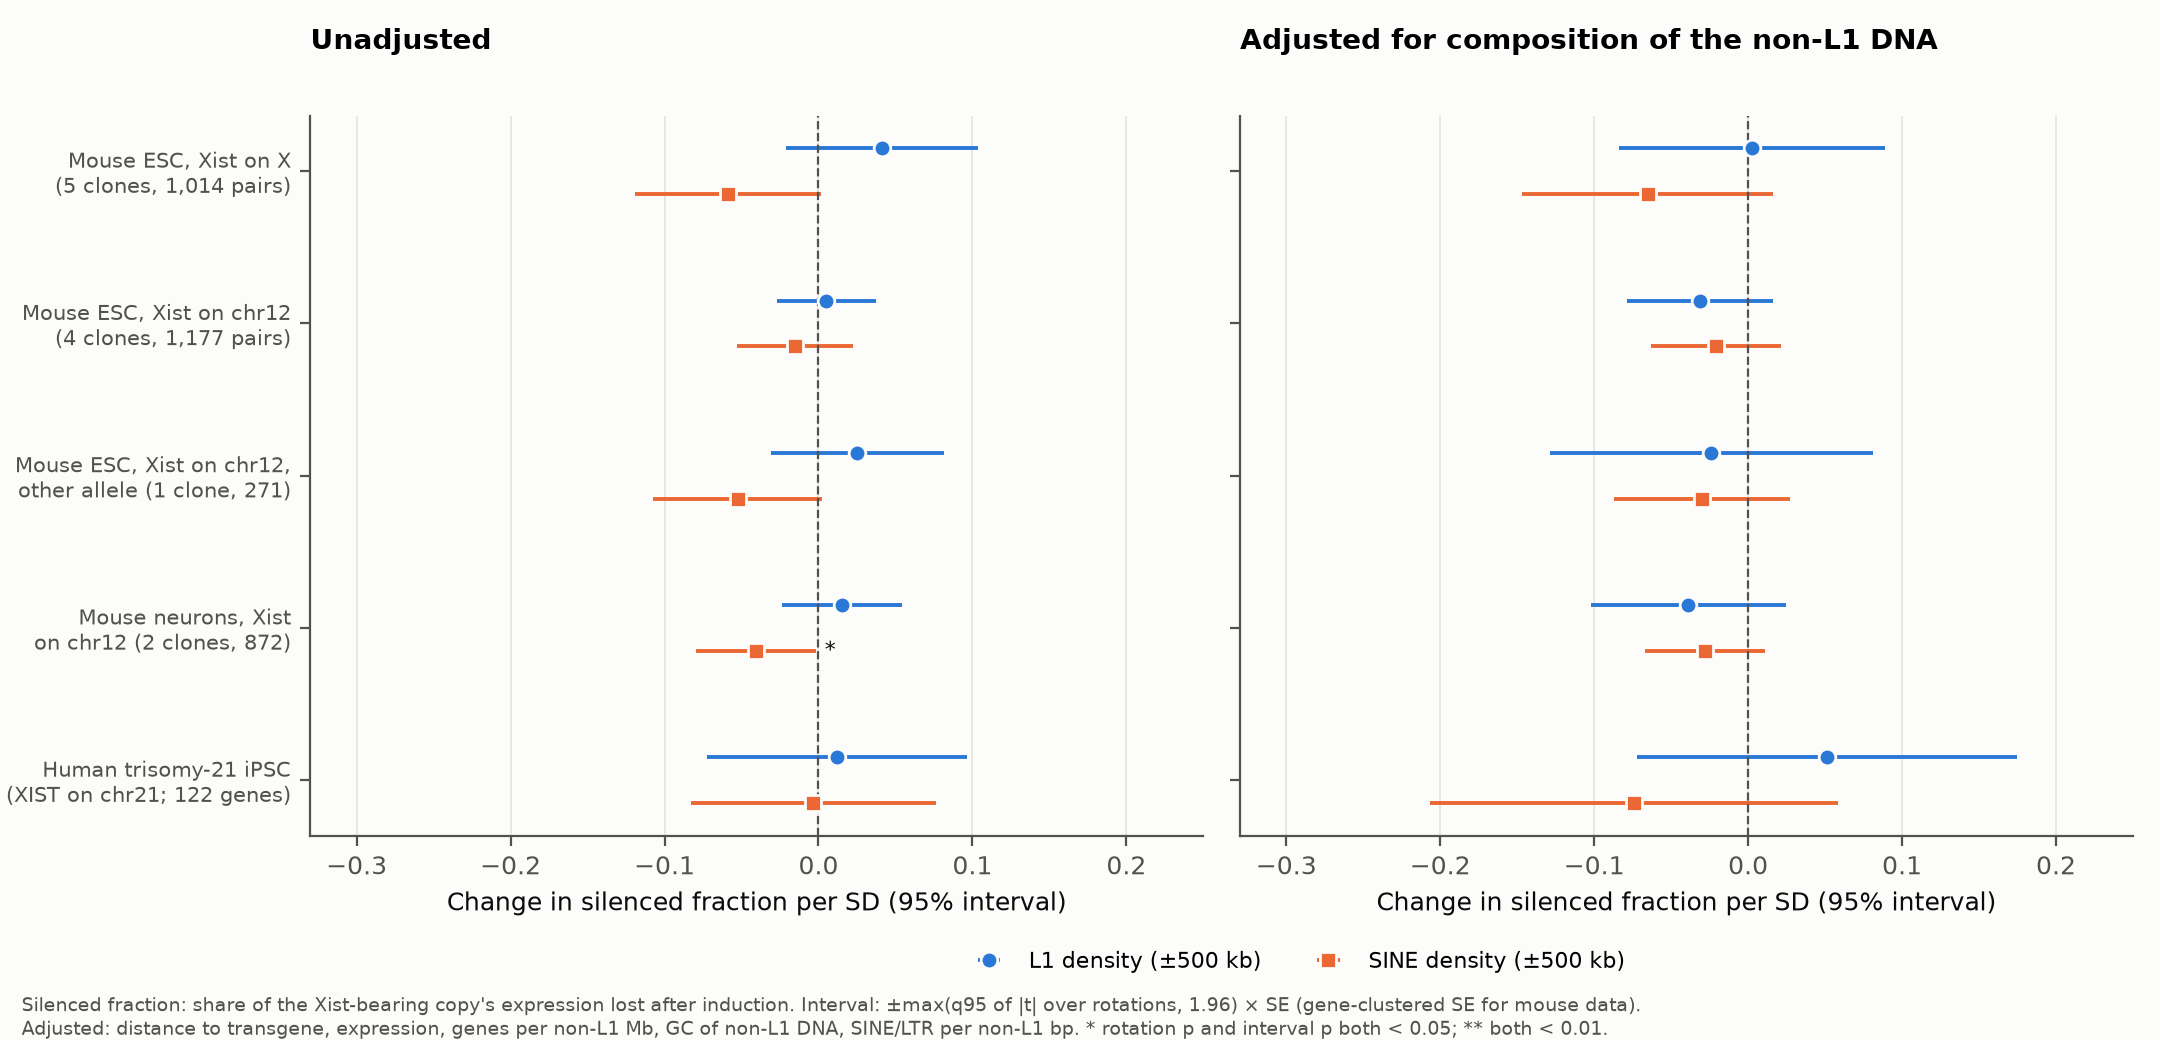 Unadjusted
Adjusted for composition of the non-L1 DNA
Mouse ESC, Xist on X
(5 clones, 1,014 pairs)
Mouse ESC, Xist on chr12
(4 clones, 1,177 pairs)
Mouse ESC, Xist on chr12,
other allele (1 clone, 271)
Mouse neurons, Xist
on chr12 (2 clones, 872)
*
Human trisomy-21 iPSC
(XIST on chr21; 122 genes)
−0.3 −0.2 −0.1 0.0 0.1 0.2
−0.3 −0.2 −0.1 0.0 0.1 0.2
Change in silenced fraction per SD (95% interval)
Change in silenced fraction per SD (95% interval)
L1 density (±500 kb)
SINE density (±500 kb)
Silenced fraction: share of the Xist-bearing copy's expression lost after induction. Interval: ±max(q95 of |t| over rotations, 1.96) × SE (gene-clustered SE for mouse data).
Adjusted: distance to transgene, expression, genes per non-L1 Mb, GC of non-L1 DNA, SINE/LTR per non-L1 bp. * rotation p and interval p both < 0.05; ** both < 0.01.